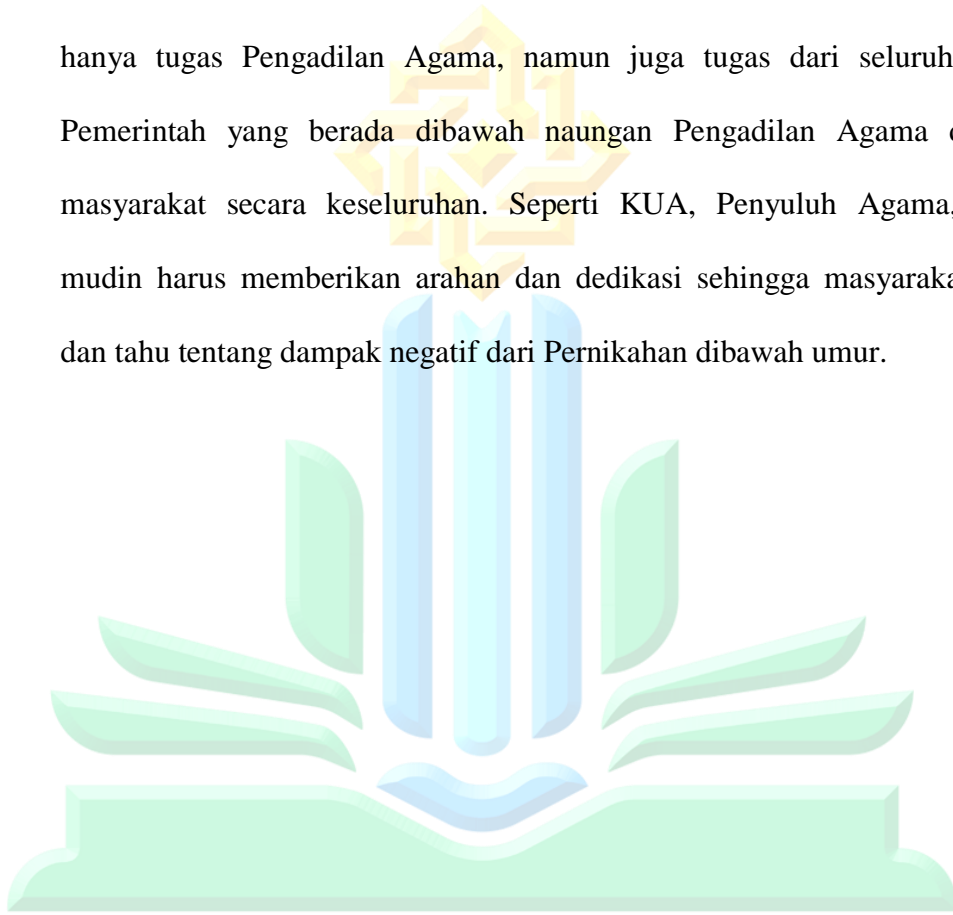 hanya tugas Pengadilan Agama, namun juga tugas dari seluruh
Pemerintah yang berada dibawah naungan Pengadilan Agama
masyarakat secara keseluruhan. Seperti KUA, Penyuluh Agama,
mudin harus memberikan arahan dan dedikasi sehingga
dan tahu tentang dampak negatif dari Pernikahan dibawah umur.